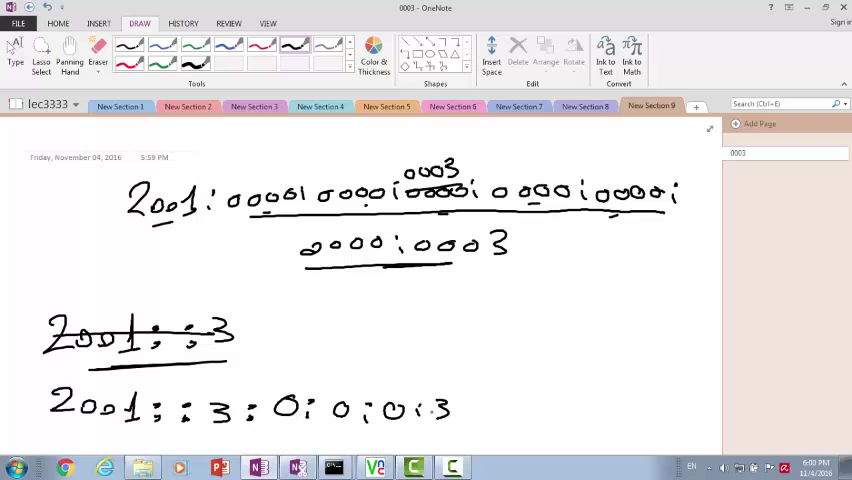 0003 - OneNote
Sign in
FILE HOME INSERT DRAW HISTORY REVIEW VIEW
Type Lasso Select Panning Hand Eraser Color & Thickness Insert Space Delete Arrange Rotate Ink to Text Ink to Math
Tools Shapes Edit Convert
lec3333 New Section 1 New Section 2 New Section 3 New Section 4 New Section 5 New Section 6 New Section 7 New Section 8 New Section 9 Search (Ctrl+E)
Add Page
0003
Friday, November 04, 2016 5:59 PM
0003
2001:0000:0000:0000:0000:0000:
0000:0003
2001::3
2001::3:0:0:0:3
EN 6:00 PM
11/4/2016